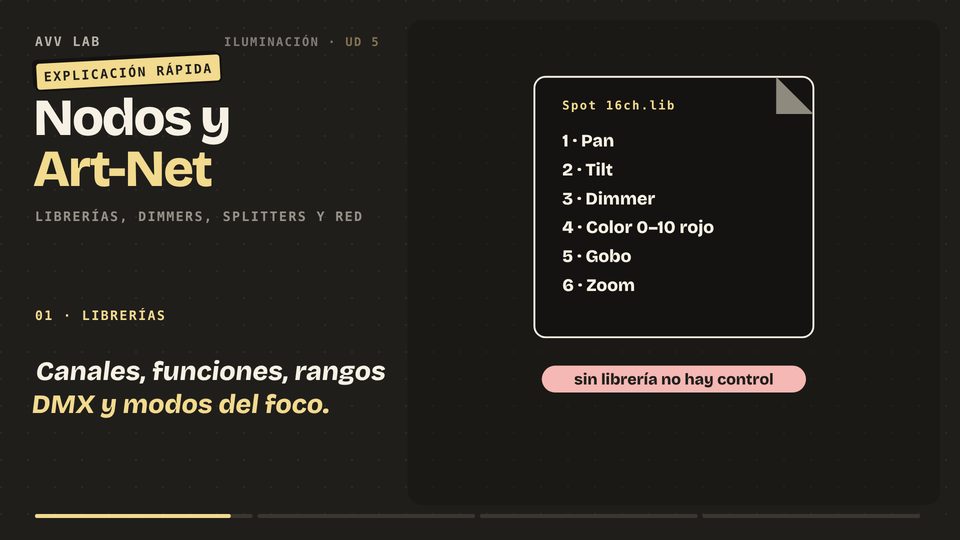 AVV LAB
ILUMINACIÓN · UD 5
EXPLICACIÓN RÁPIDA
Nodos y
Art-Net
LIBRERÍAS, DIMMERS, SPLITTERS Y RED
01 · LIBRERÍAS
Canales, funciones, rangos
DMX y modos del foco.
Spot 16ch.lib
1 · Pan
2 · Tilt
3 · Dimmer
4 · Color 0–10 rojo
5 · Gobo
6 · Zoom
sin librería no hay control